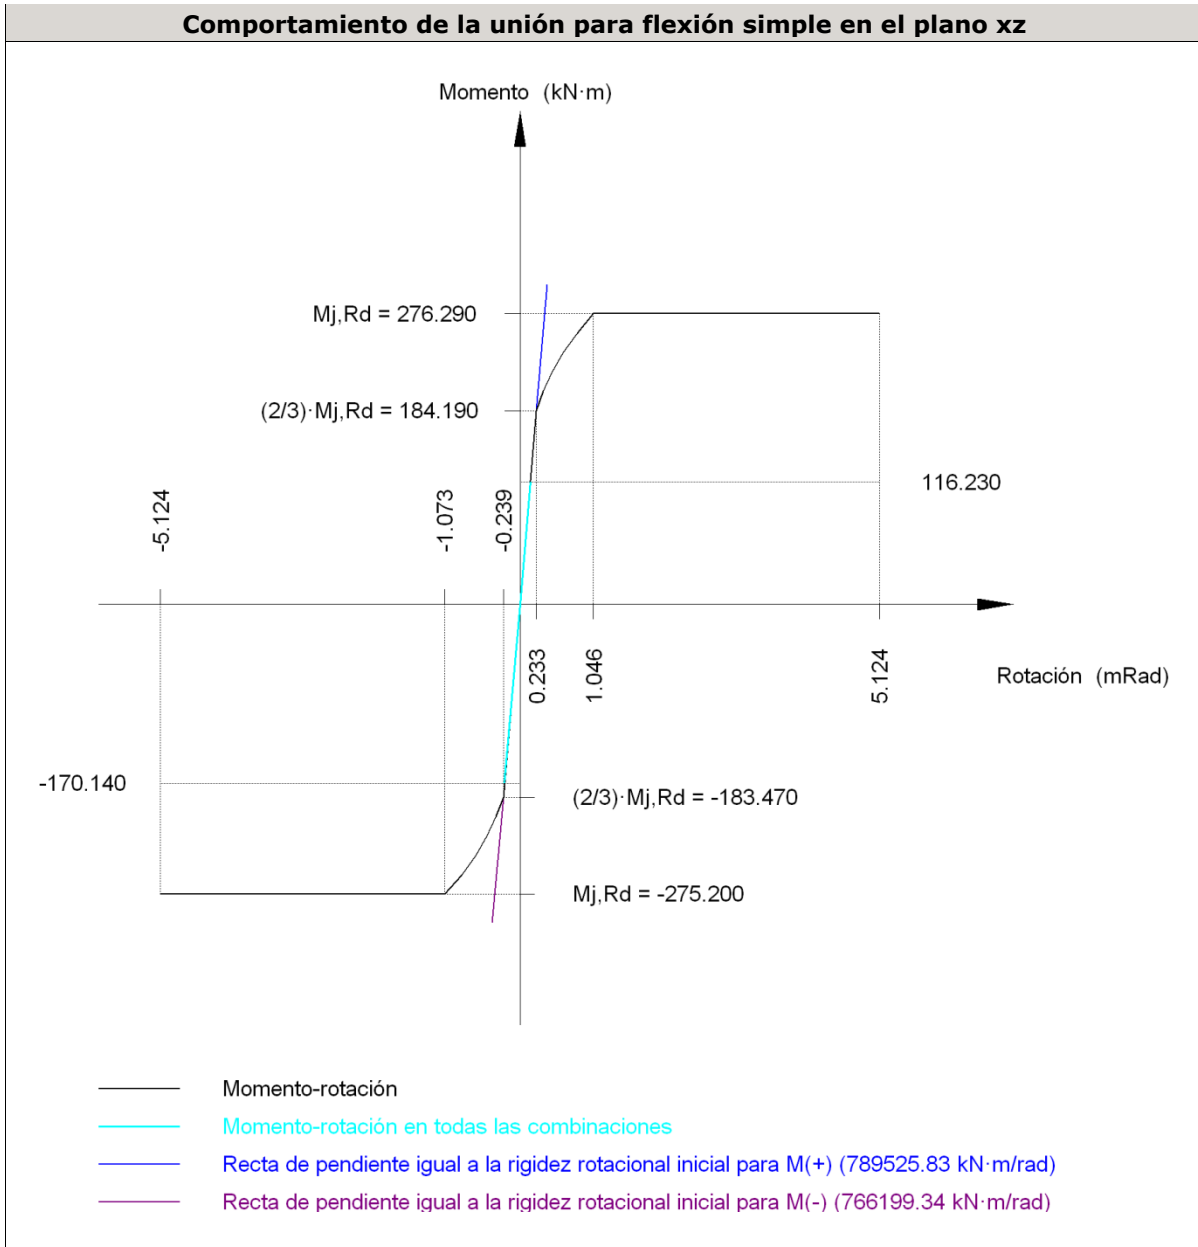 Comportamiento de la unión para flexión simple en el plano xz
Momento (kN·m)
Mj,Rd = 276.290
(2/3)·Mj,Rd = 184.190
116.230
-5.124
-1.073
-0.239
0.233
1.046
5.124
Rotación (mRad)
-170.140
(2/3)·Mj,Rd = -183.470
Mj,Rd = -275.200
Momento-rotación
Momento-rotación en todas las combinaciones
Recta de pendiente igual a la rigidez rotacional inicial para M(+) (789525.83 kN·m/rad)
Recta de pendiente igual a la rigidez rotacional inicial para M(-) (766199.34 kN·m/rad)